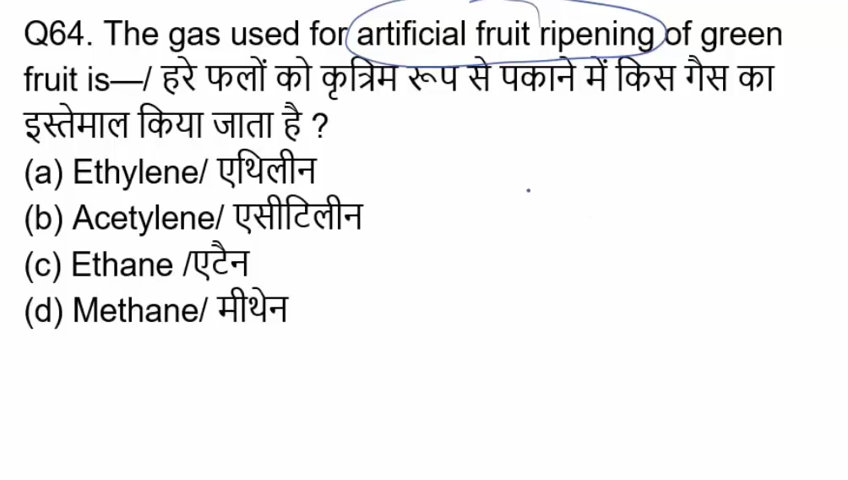 Q64. The gas used for artificial fruit ripening of green
fruit is—/ हरे फलों को कृत्रिम रूप से पकाने में किस गैस का
इस्तेमाल किया जाता है ?
(a) Ethylene/ एथिलीन
(b) Acetylene/ एसीटिलीन
(c) Ethane /एटैन
(d) Methane/ मीथेन